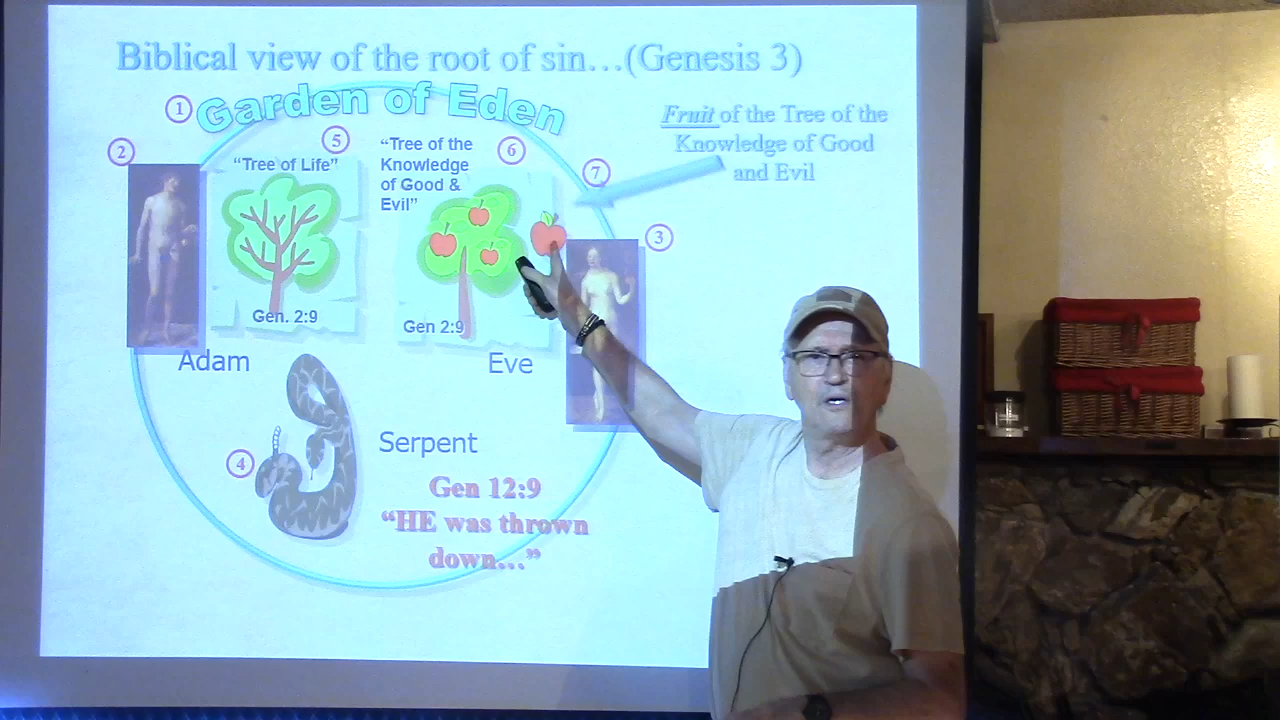 Biblical view of the root of sin…(Genesis 3)
1
Garden of Eden
Fruit of the Tree of the
Knowledge of Good
and Evil
2
5
"Tree of Life"
"Tree of the
Knowledge
of Good &
Evil"
6
7
3
Gen. 2:9
Gen 2:9
Adam
Eve
4
Serpent
Gen 12:9
"HE was thrown
down…"